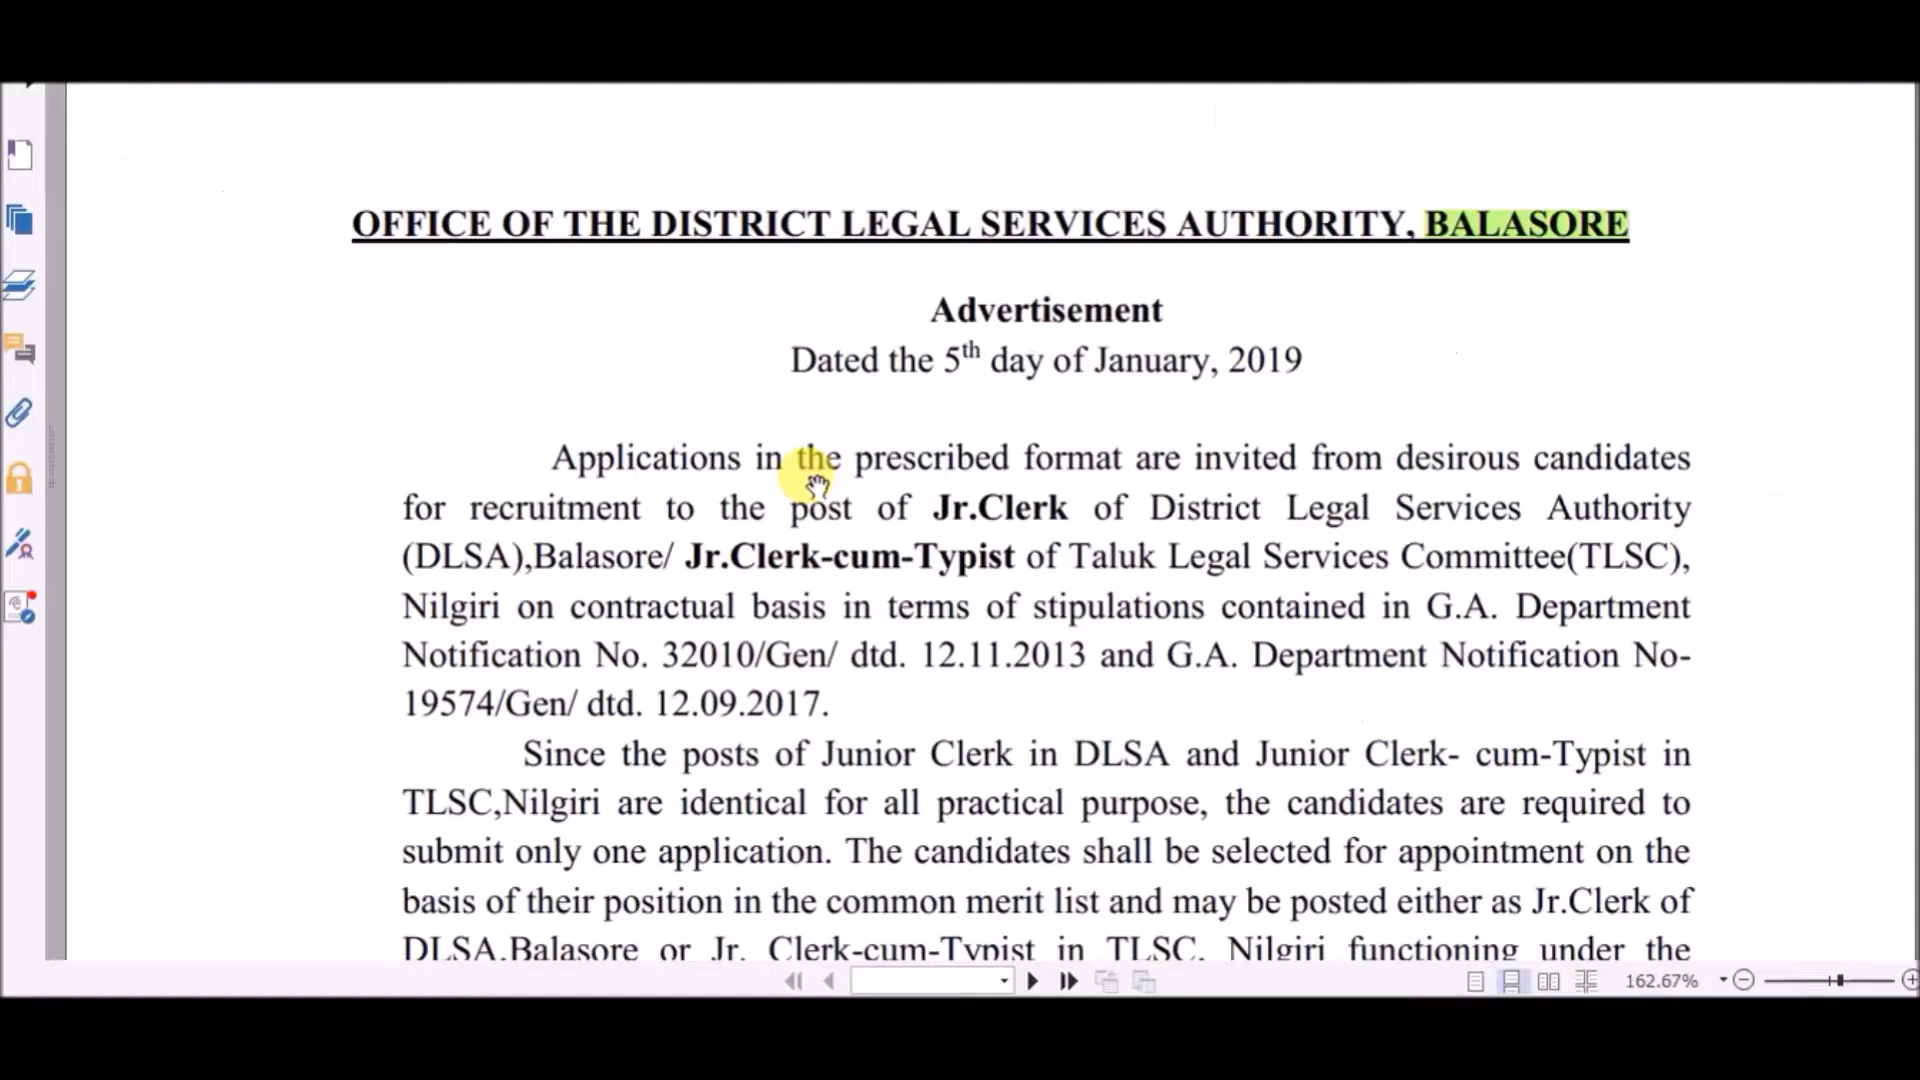 OFFICE OF THE DISTRICT LEGAL SERVICES AUTHORITY, BALASORE
Advertisement
Dated the 5th day of January, 2019
Applications in the prescribed format are invited from desirous candidates
for recruitment to the post of Jr.Clerk of District Legal Services Authority
(DLSA),Balasore/ Jr.Clerk-cum-Typist of Taluk Legal Services Committee(TLSC),
Nilgiri on contractual basis in terms of stipulations contained in G.A. Department
Notification No. 32010/Gen/ dtd. 12.11.2013 and G.A. Department Notification No-
19574/Gen/ dtd. 12.09.2017.
Since the posts of Junior Clerk in DLSA and Junior Clerk- cum-Typist in
TLSC,Nilgiri are identical for all practical purpose, the candidates are required to
submit only one application. The candidates shall be selected for appointment on the
basis of their position in the common merit list and may be posted either as Jr.Clerk of
DLSA,Balasore or Jr. Clerk-cum-Typist in TLSC, Nilgiri functioning under the
162.67%